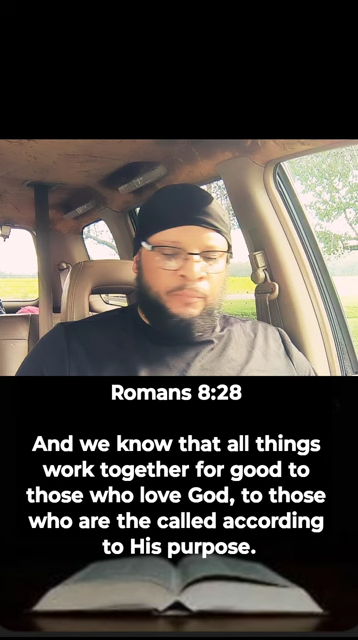 Romans 8:28
And we know that all things
work together for good to
those who love God, to those
who are the called according
to His purpose.